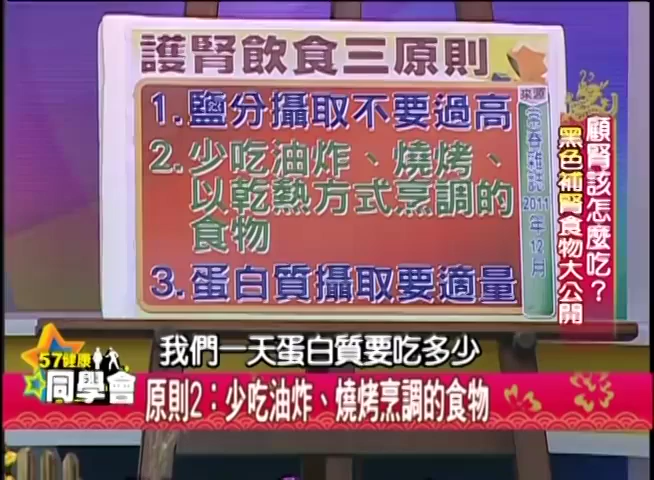 護腎飲食三原則
1.鹽分攝取不要過高
2.少吃油炸、燒烤、
以乾熱方式烹調的
食物
3.蛋白質攝取要適量
來源
常春雜誌2011年12月
顧腎該怎麼吃?
黑色補腎食物大公開
我們一天蛋白質要吃多少
57健康
同學會
原則2:少吃油炸、燒烤烹調的食物